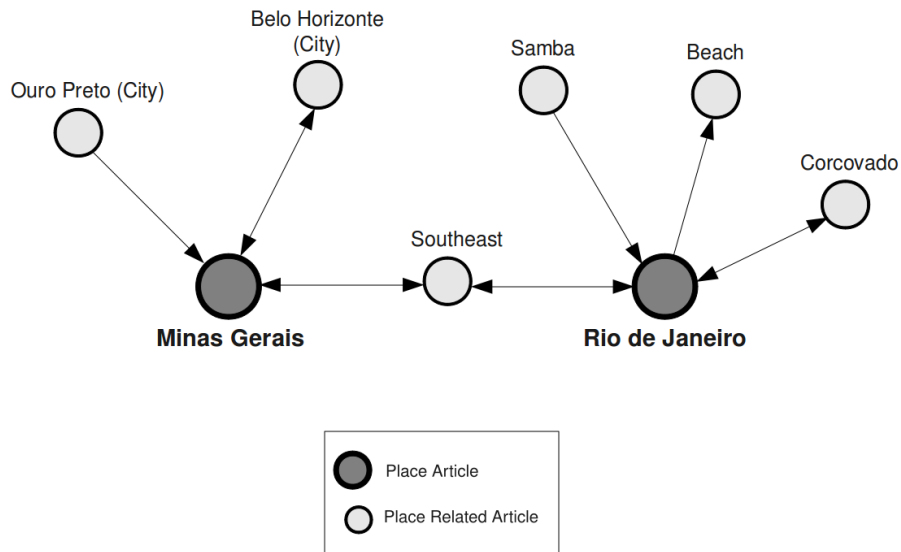 Belo Horizonte
(City)
Samba
Beach
Ouro Preto (City)
Corcovado
Southeast
Minas Gerais
Rio de Janeiro
Place Article
Place Related Article